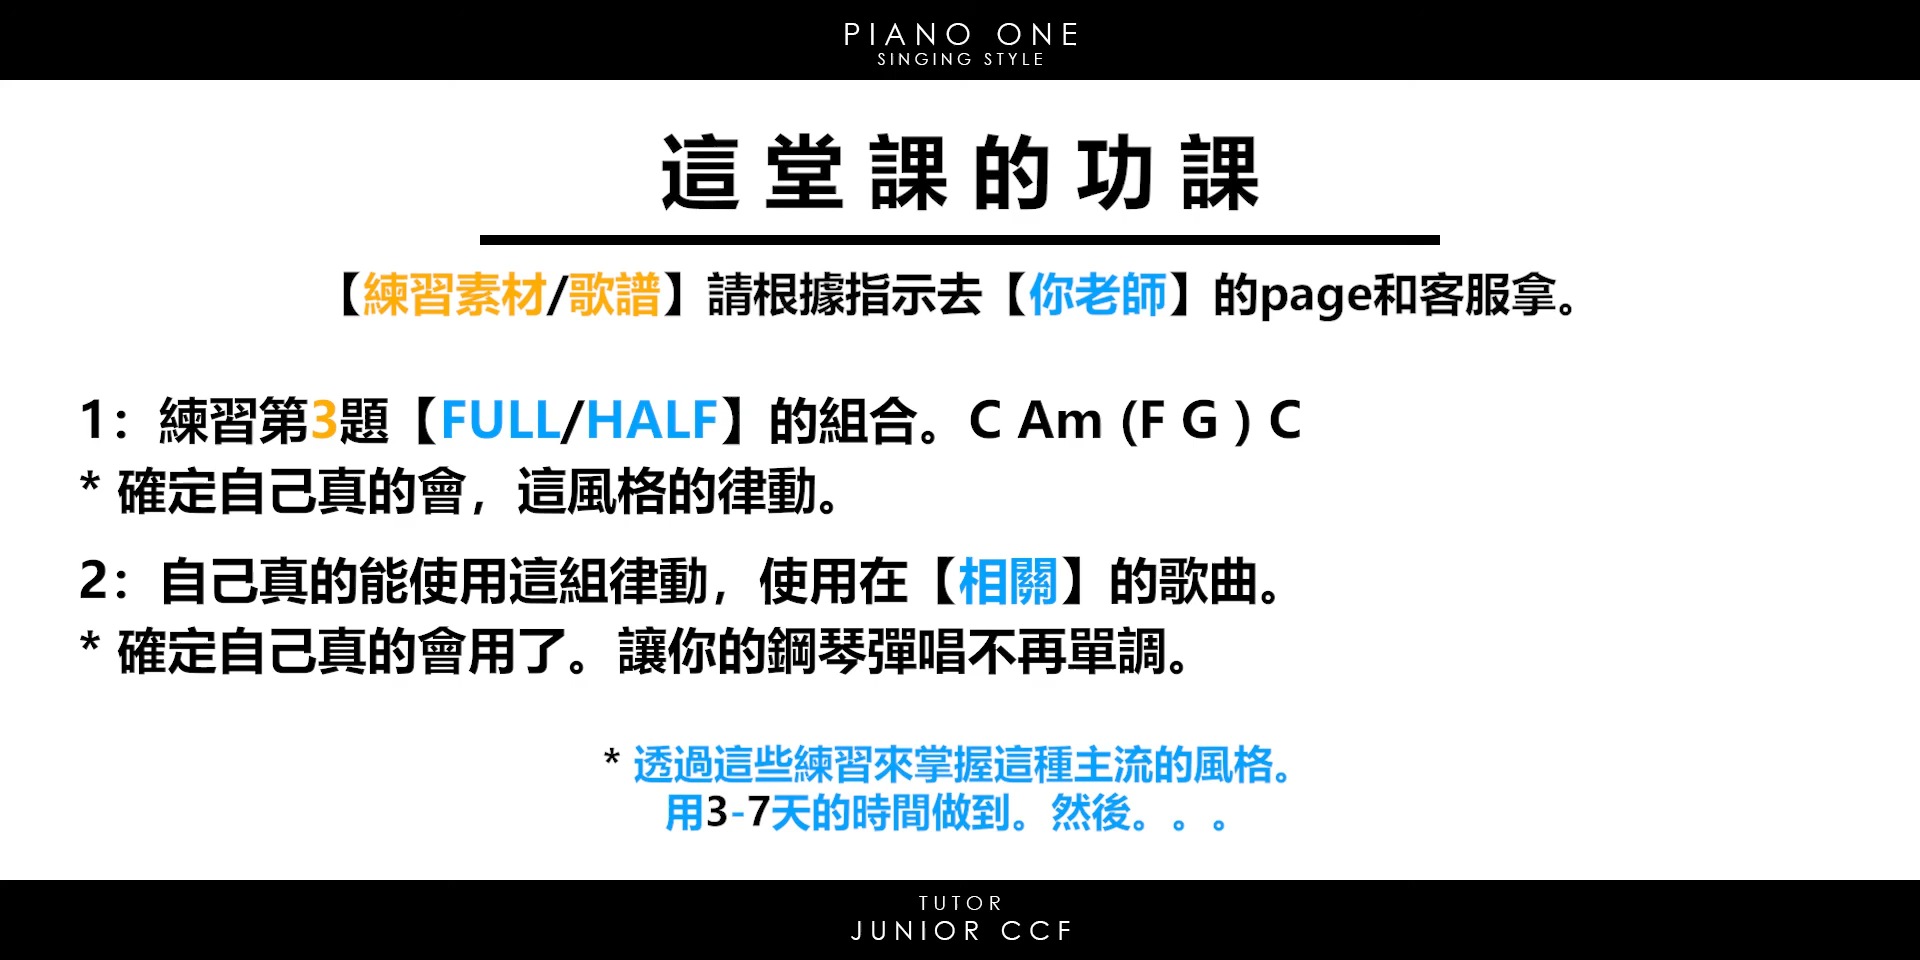 PIANO ONE
SINGING STYLE
這堂課的功課
【練習素材/歌譜】請根據指示去【你老師】的page和客服拿。
1：練習第3題【FULL/HALF】的組合。C Am (F G ) C
* 確定自己真的會，這風格的律動。
2：自己真的能使用這組律動，使用在【相關】的歌曲。
* 確定自己真的會用了。讓你的鋼琴彈唱不再單調。
* 透過這些練習來掌握這種主流的風格。
用3-7天的時間做到。然後。。。
TUTOR
JUNIOR CCF